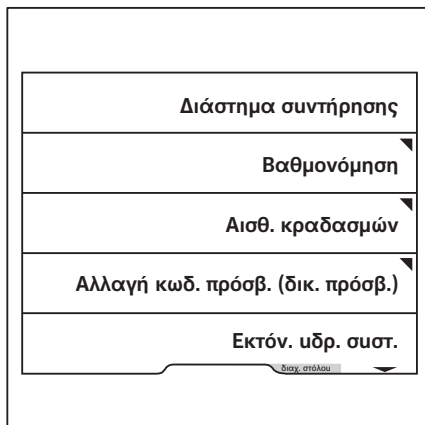 Διάστημα συντήρησης
Βαθμονόμηση
Αισθ. κραδασμών
Αλλαγή κωδ. πρόσβ. (δικ. πρόσβ.)
Εκτόν. υδρ. συστ.
διαχ. στόλου